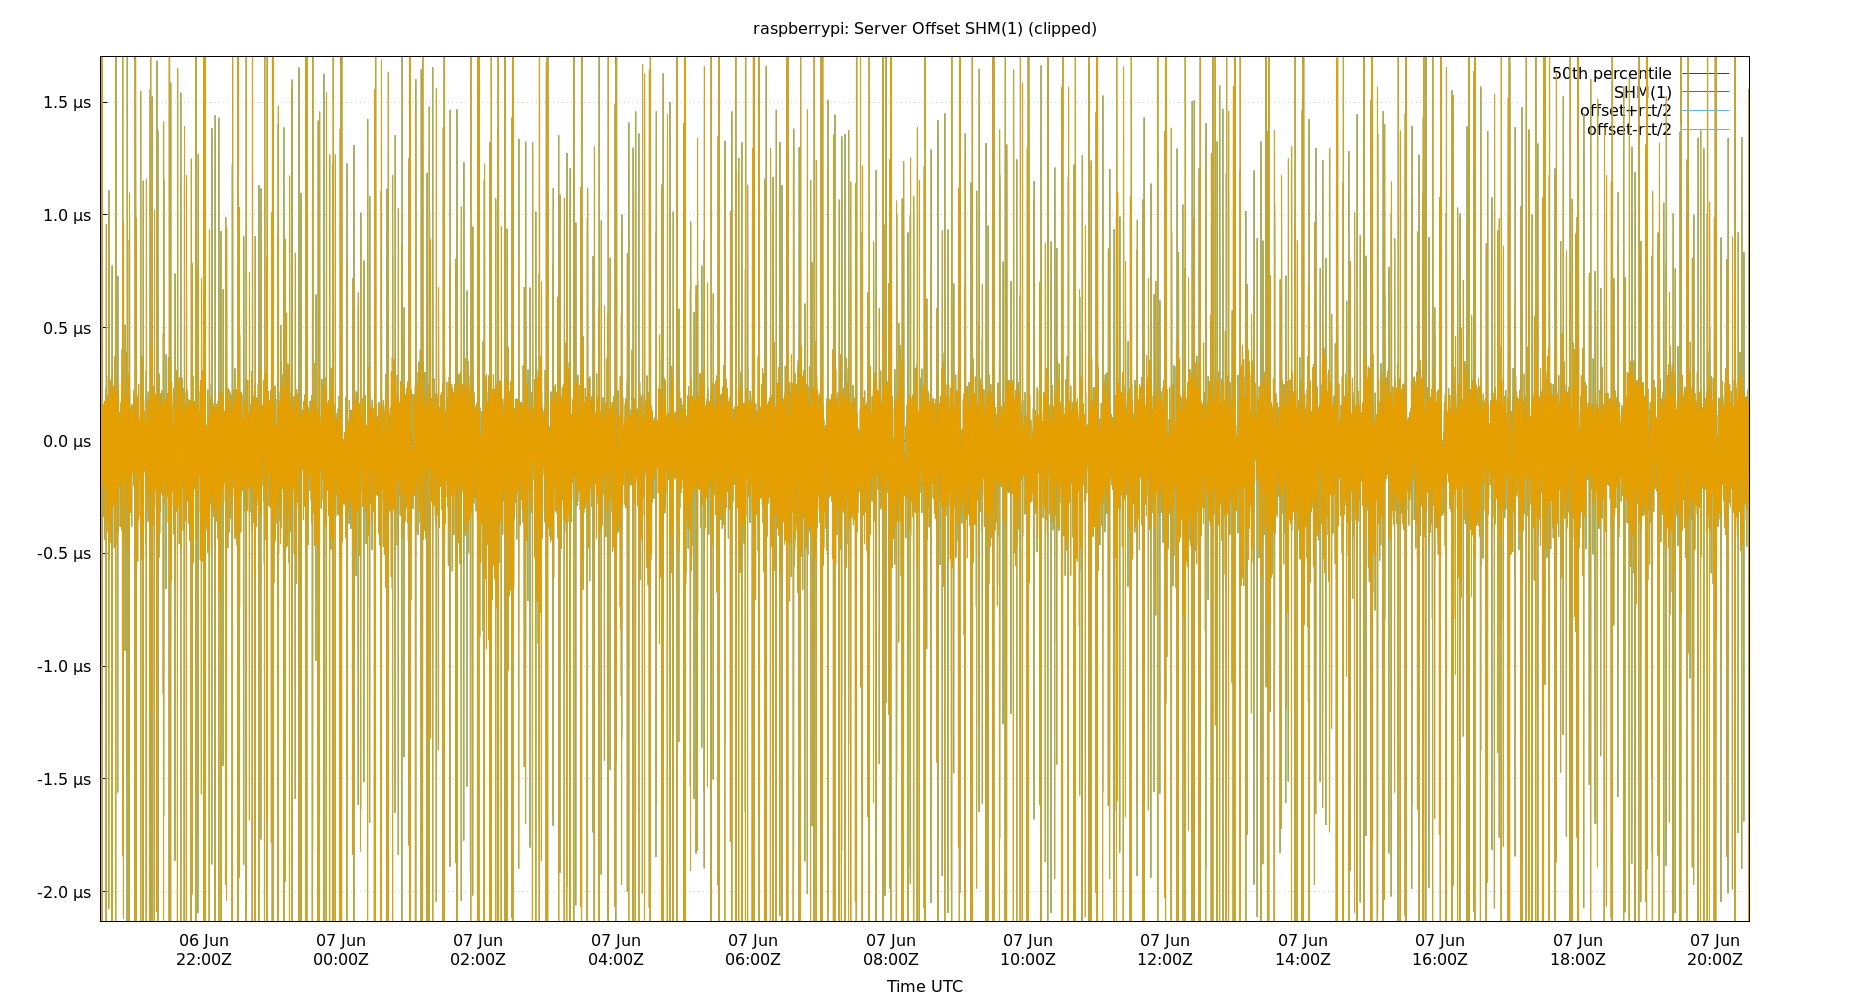 raspberrypi: Server Offset SHM(1) (clipped)
50th percentile
SHM(1)
offset+rtt/2
offset-rtt/2
1.5 µs
1.0 µs
0.5 µs
0.0 µs
-0.5 µs
-1.0 µs
-1.5 µs
-2.0 µs
06 Jun 07 Jun 07 Jun 07 Jun 07 Jun 07 Jun 07 Jun 07 Jun 07 Jun 07 Jun 07 Jun 07 Jun
22:00Z 00:00Z 02:00Z 04:00Z 06:00Z 08:00Z 10:00Z 12:00Z 14:00Z 16:00Z 18:00Z 20:00Z
Time UTC